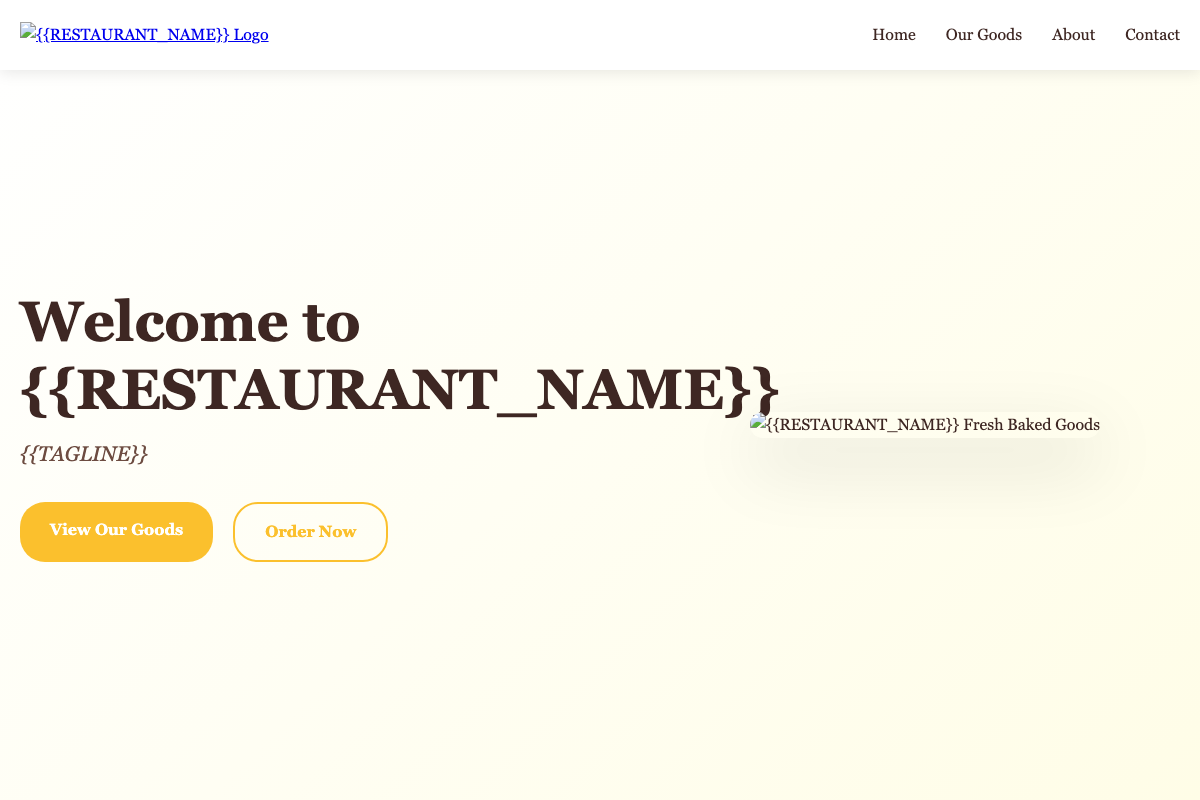 {{RESTAURANT_NAME}} Logo
Home
Our Goods
About
Contact
Welcome to
{{RESTAURANT_NAME}}
{{TAGLINE}}
View Our Goods
Order Now
{{RESTAURANT_NAME}} Fresh Baked Goods